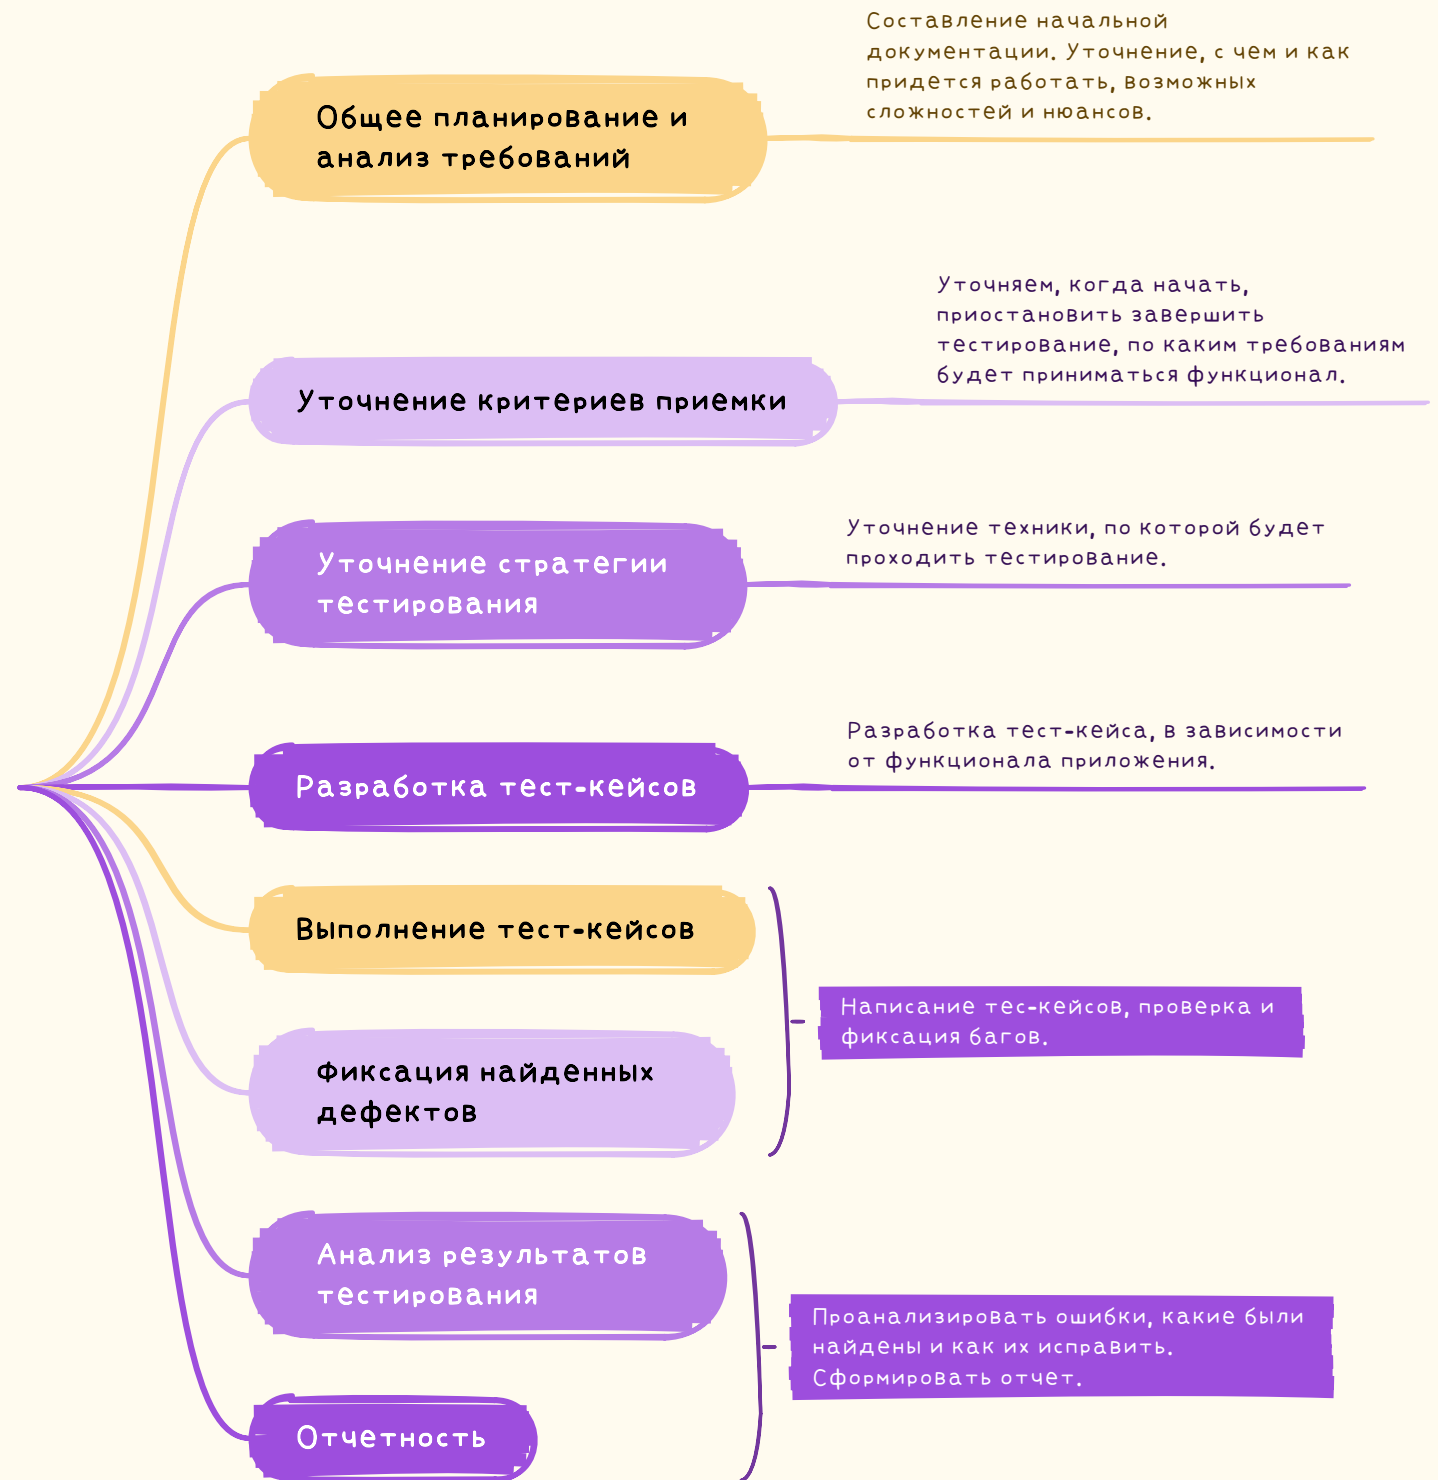 Составление начальной
документации. Уточнение, с чем и как
придется работать, возможных
сложностей и нюансов.
Общее планирование и
анализ требований
Уточняем, когда начать,
приостановить завершить
тестирование, по каким требованиям
будет приниматься функционал.
Уточнение критериев приемки
Уточнение техники, по которой будет
проходить тестирование.
Уточнение стратегии
тестирования
Разработка тест-кейса, в зависимости
от функционала приложения.
Разработка тест-кейсов
Выполнение тест-кейсов
Написание тес-кейсов, проверка и
фиксация багов.
Фиксация найденных
дефектов
Анализ результатов
тестирования
Проанализировать ошибки, какие были
найдены и как их исправить.
Сформировать отчет.
Отчетность